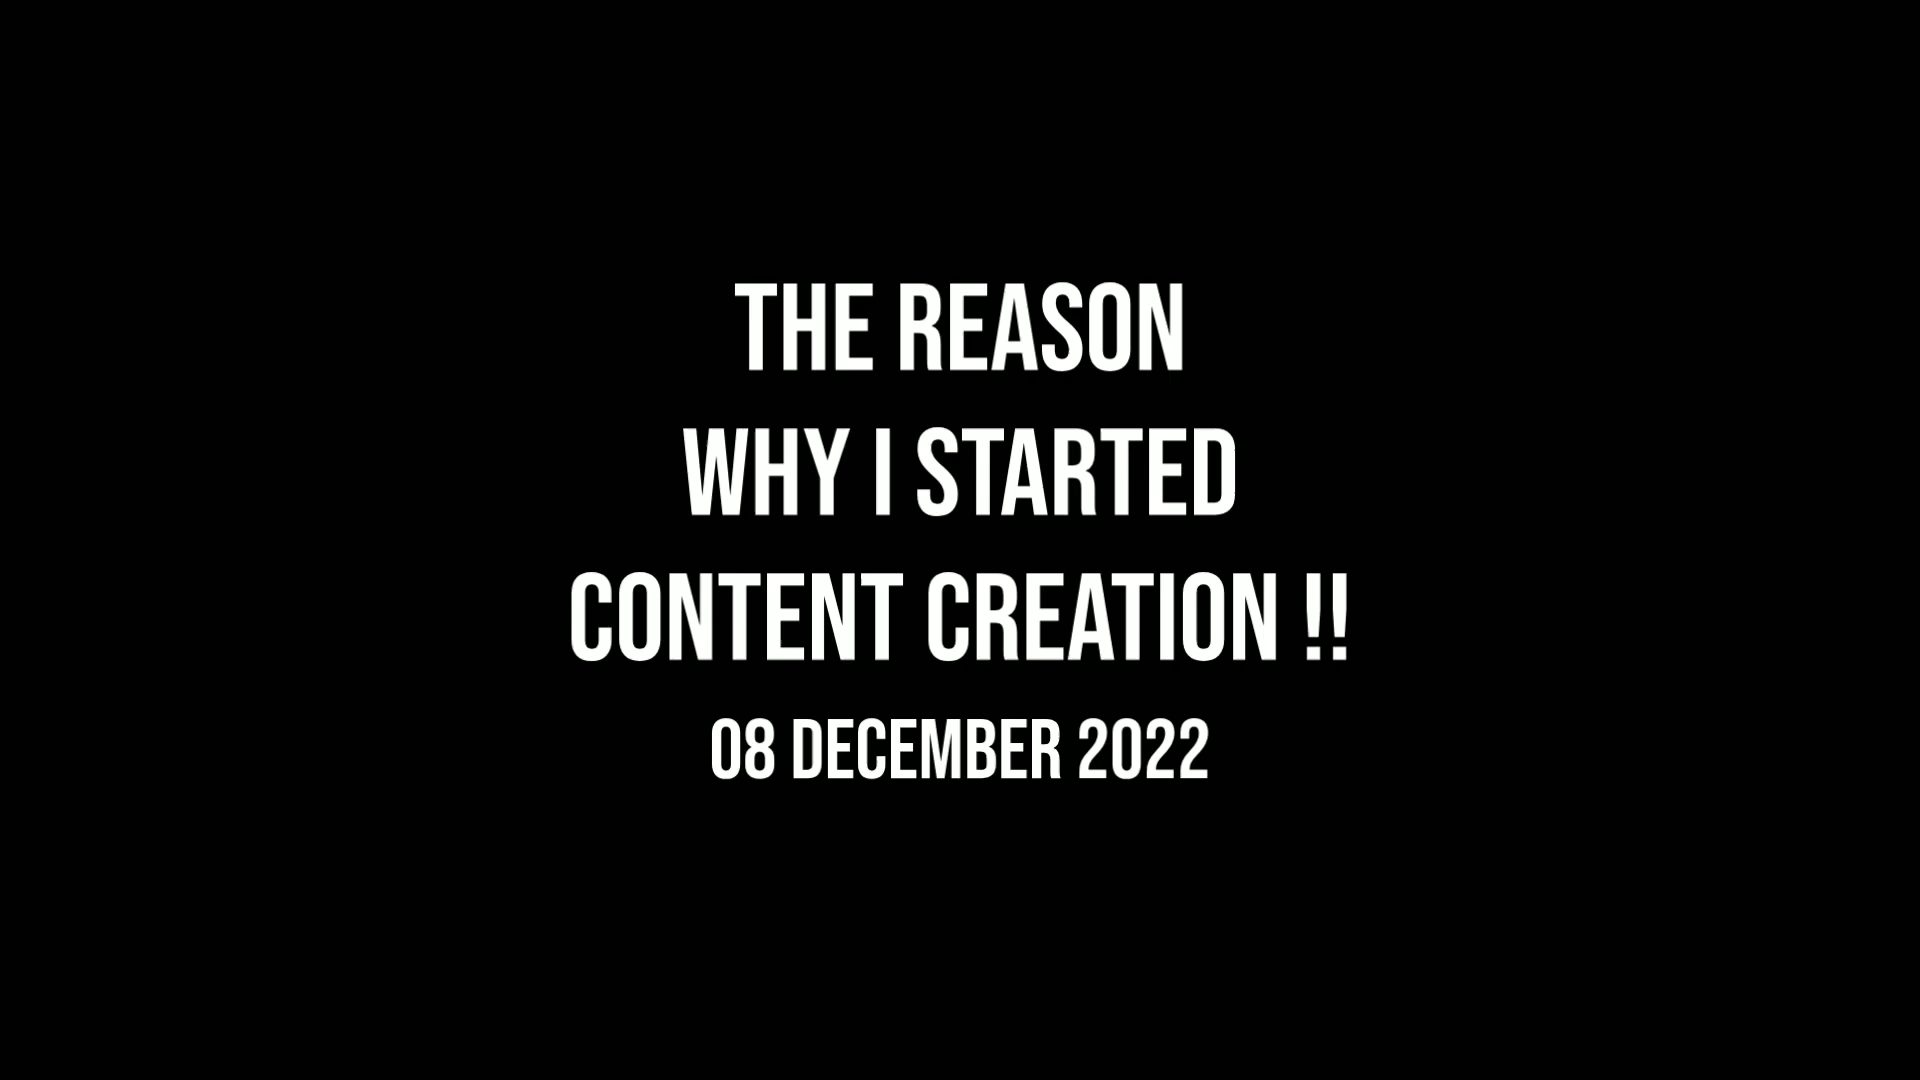 THE REASON
WHY I STARTED
CONTENT CREATION !!
08 DECEMBER 2022